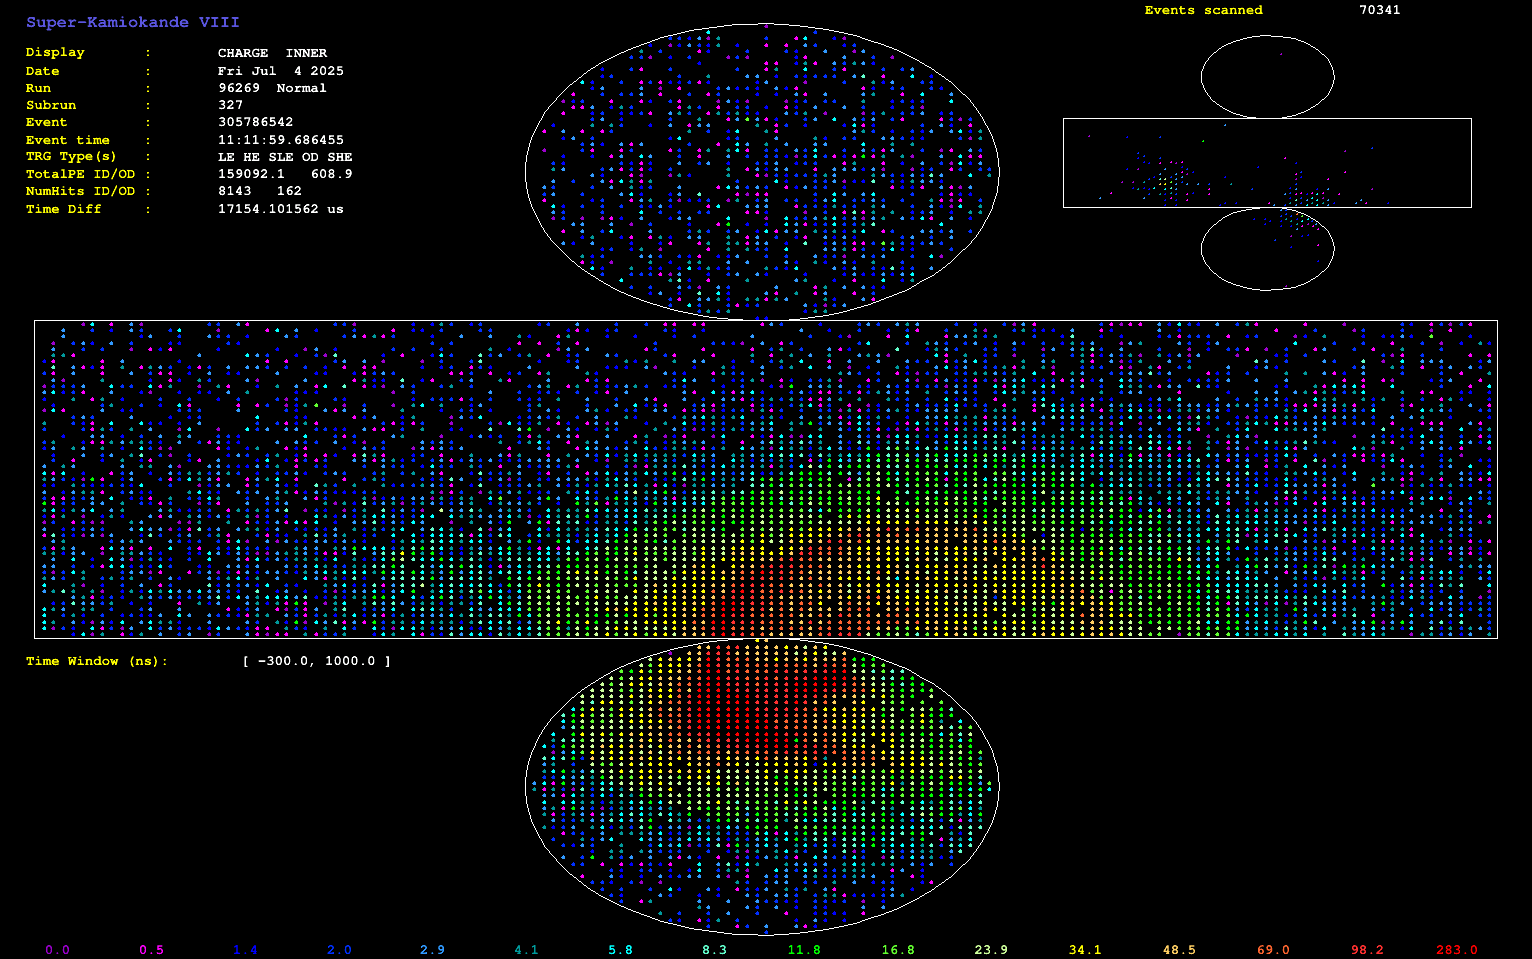 Super-Kamiokande VIII
Display : CHARGE INNER
Date : Fri Jul 4 2025
Run : 96269 Normal
Subrun : 327
Event : 305786542
Event time : 11:11:59.686455
TRG Type(s) : LE HE SLE OD SHE
TotalPE ID/OD : 159092.1 608.9
NumHits ID/OD : 8143 162
Time Diff : 17154.101562 us
Events scanned 70341
Time Window (ns): [ -300.0, 1000.0 ]
0.0 0.5 1.4 2.0 2.9 4.1 5.8 8.3 11.8 16.8 23.9 34.1 48.5 69.0 98.2 283.0